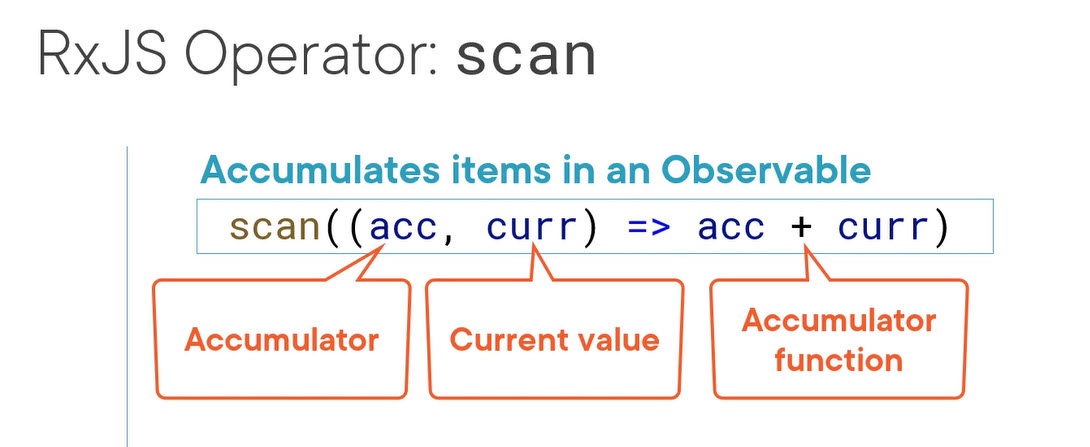 RxJS Operator: scan
Accumulates items in an Observable
scan((acc, curr) => acc + curr)
Accumulator
Current value
Accumulator
function